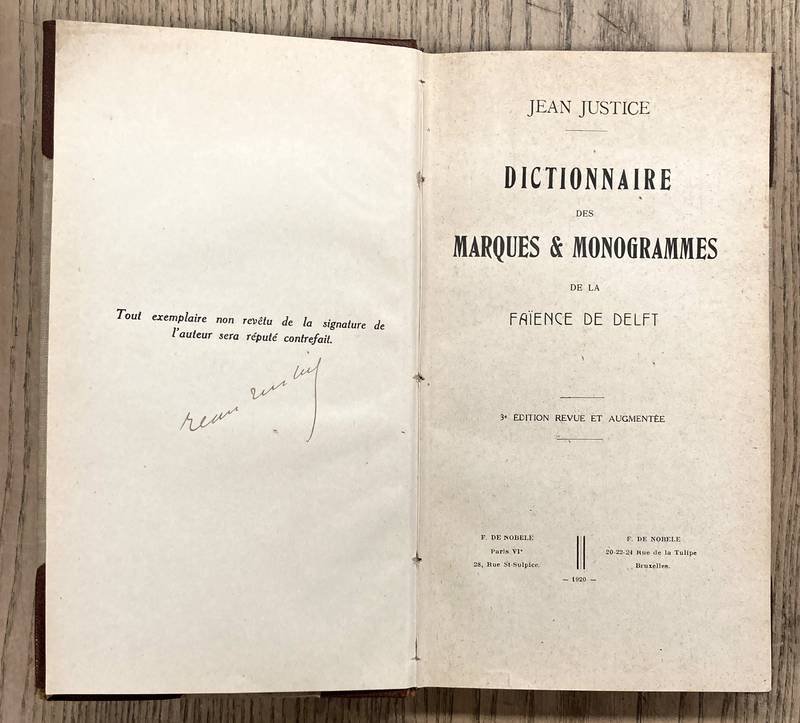 Tout exemplaire non revêtu de la signature de
l'auteur sera réputé contrefait.
Jean Justice
JEAN JUSTICE
DICTIONNAIRE
DES
MARQUES & MONOGRAMMES
DE LA
FAÏENCE DE DELFT
3e ÉDITION REVUE ET AUGMENTÉE
F. DE NOBELE
Paris VIe
28, Rue St-Sulpice.
F. DE NOBELE
20-22-24 Rue de la Tulipe
Bruxelles.
— 1920 —